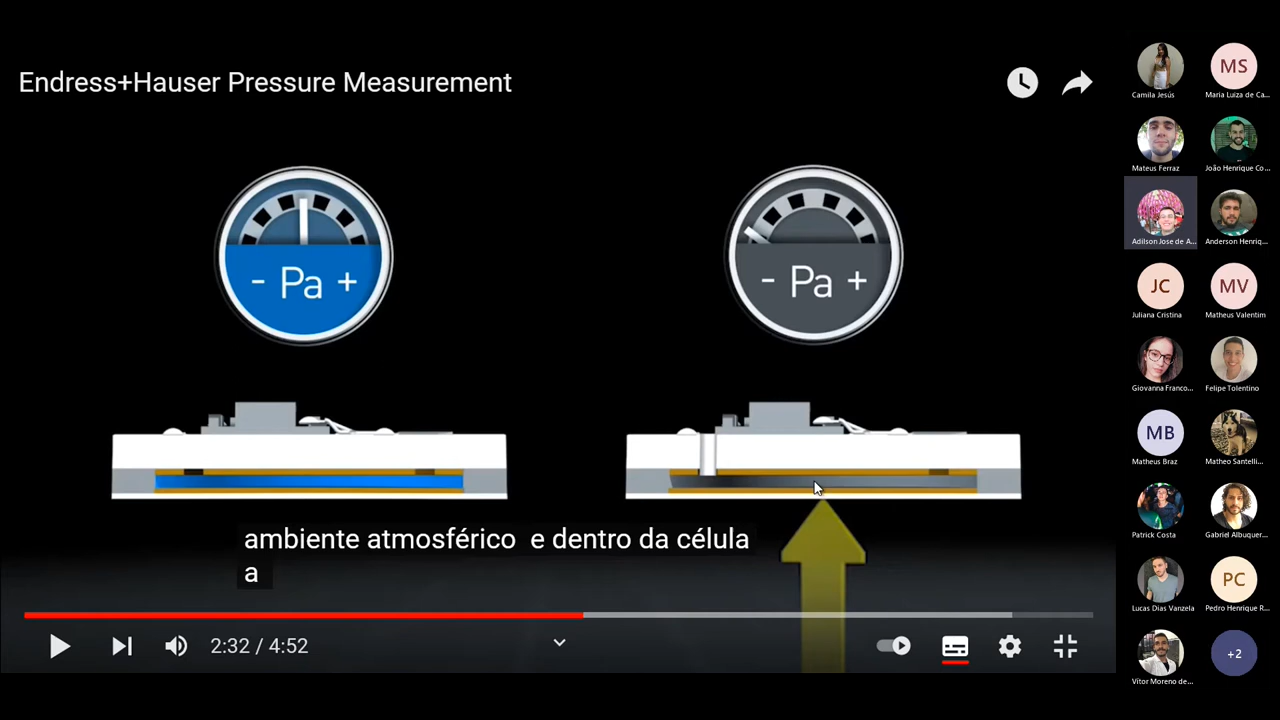 Endress+Hauser Pressure Measurement
- Pa +
- Pa +
ambiente atmosférico e dentro da célula
a
2:32 / 4:52
Camila Jesús
MS
Maria Luiza de Ca...
Mateus Ferraz
João Henrique Co...
Adilson Jose de A...
Anderson Henriq...
JC
Juliana Cristina
MV
Matheus Valentim
Giovanna Franco...
Felipe Tolentino
MB
Matheus Braz
Matheo Santelli...
Patrick Costa
Gabriel Albuquer...
Lucas Dias Vanzela
PC
Pedro Henrique R...
Vítor Moreno de...
+2